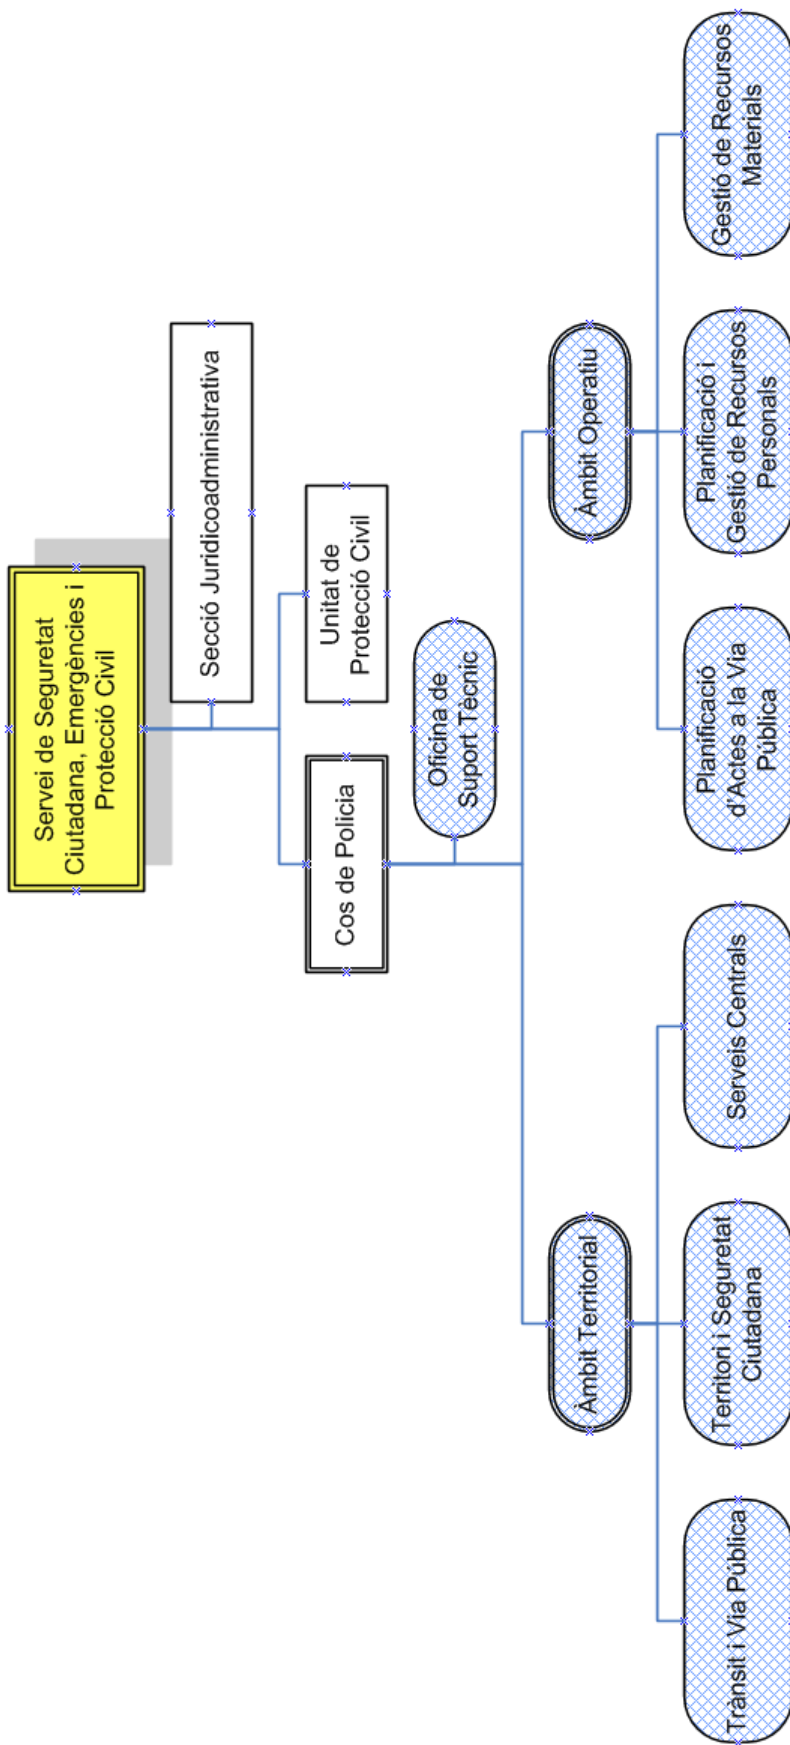 Servei de Seguretat
Ciutadana, Emergències i
Protecció Civil
Secció Juridicoadministrativa
Cos de Policia
Unitat de
Protecció Civil
Oficina de
Suport Tècnic
Àmbit Territorial
Àmbit Operatiu
Trànsit i Via Pública
Territori i Seguretat
Ciutadana
Serveis Centrals
Planificació
d'Actes a la Via
Pública
Planificació i
Gestió de Recursos
Personals
Gestió de Recursos
Materials